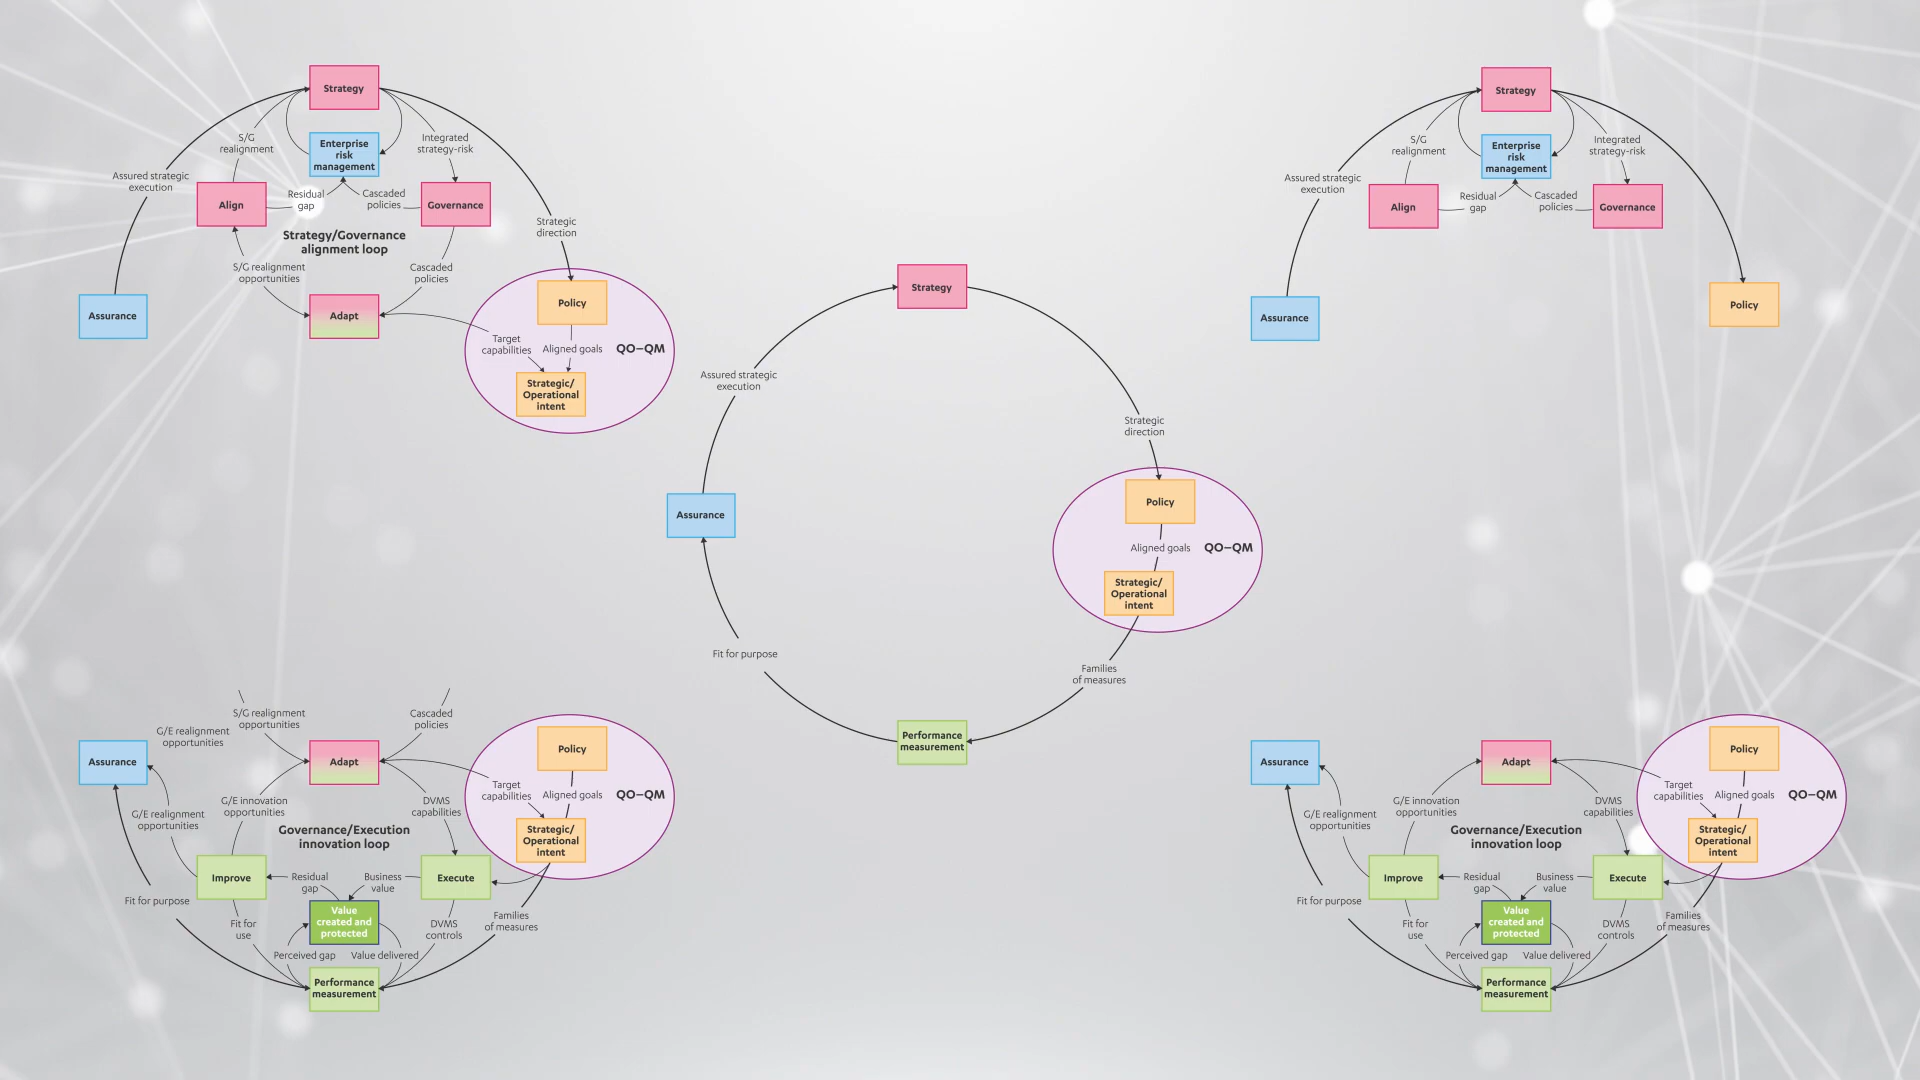 Strategy
Enterprise
risk
management
S/G
realignment
Integrated
strategy-risk
Assured strategic
execution
Align
Residual
gap
Cascaded
policies
Governance
Strategy/Governance
alignment loop
Strategic
direction
S/G realignment
opportunities
Cascaded
policies
Assurance
Adapt
Policy
Target
capabilities
Aligned goals
QO–QM
Strategic/
Operational
intent
Strategy
Assured strategic
execution
Strategic
direction
Assurance
Policy
Aligned goals
QO–QM
Strategic/
Operational
intent
Fit for purpose
Families
of measures
Performance
measurement
Strategy
Enterprise
risk
management
S/G
realignment
Integrated
strategy-risk
Assured strategic
execution
Align
Residual
gap
Cascaded
policies
Governance
Assurance
Policy
S/G realignment
opportunities
Cascaded
policies
G/E realignment
opportunities
Assurance
Adapt
Policy
Target
capabilities
Aligned goals
QO–QM
G/E realignment
opportunities
G/E innovation
opportunities
DVMS
capabilities
Governance/Execution
innovation loop
Strategic/
Operational
intent
Improve
Residual
gap
Business
value
Execute
Fit for purpose
Fit for
use
Value
created and
protected
DVMS
controls
Families
of measures
Perceived gap
Value delivered
Performance
measurement
Assurance
Adapt
Policy
Target
capabilities
Aligned goals
QO–QM
G/E realignment
opportunities
G/E innovation
opportunities
DVMS
capabilities
Governance/Execution
innovation loop
Strategic/
Operational
intent
Improve
Residual
gap
Business
value
Execute
Fit for purpose
Fit for
use
Value
created and
protected
DVMS
controls
Families
of measures
Perceived gap
Value delivered
Performance
measurement